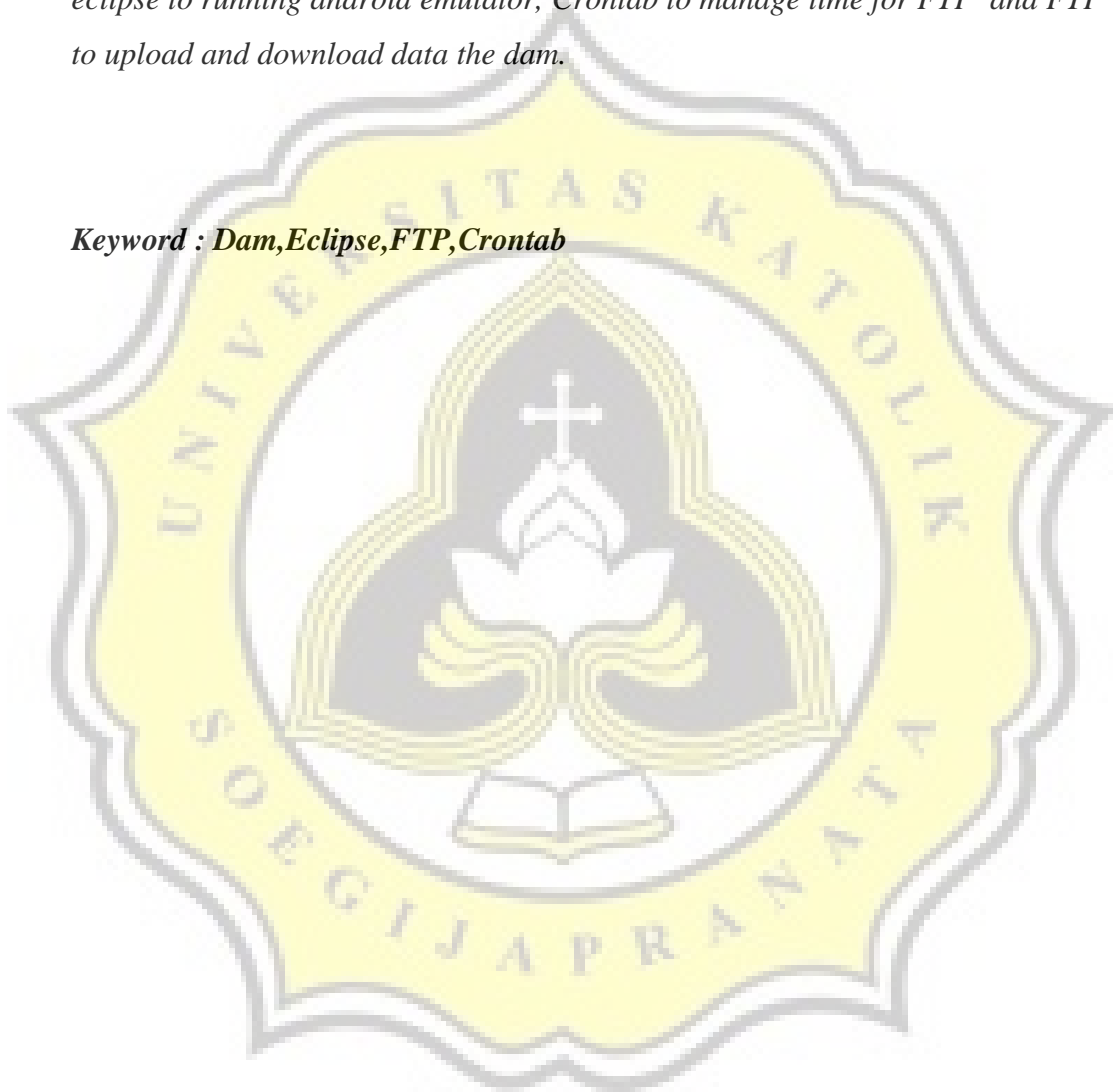 eclipse to running android emulator, Crontab to manage time for FTP and FTP
to upload and download data the dam.
Keyword : Dam,Eclipse,FTP,Crontab
UNIVERSITAS KATOLIK
SOEGIJAPRANATA